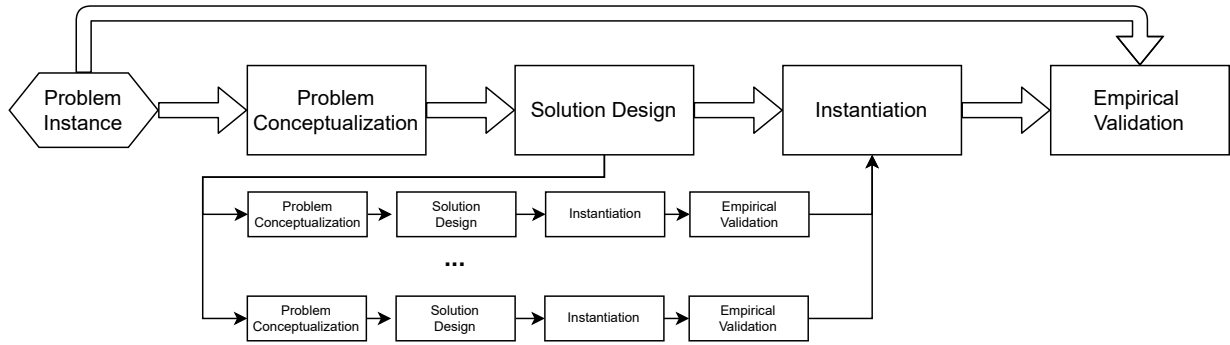 Problem
Instance
Problem
Conceptualization
Solution Design
Instantiation
Empirical
Validation
Problem
Conceptualization
Solution
Design
Instantiation
Empirical
Validation
...
Problem
Conceptualization
Solution
Design
Instantiation
Empirical
Validation